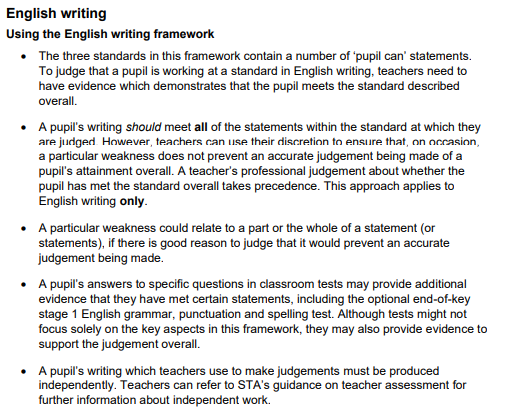 English writing
Using the English writing framework
• The three standards in this framework contain a number of ‘pupil can’ statements.
To judge that a pupil is working at a standard in English writing, teachers need to
have evidence which demonstrates that the pupil meets the standard described
overall.
• A pupil’s writing should meet all of the statements within the standard at which they
are judged. However, teachers can use their discretion to ensure that, on occasion,
a particular weakness does not prevent an accurate judgement being made of a
pupil’s attainment overall. A teacher’s professional judgement about whether the
pupil has met the standard overall takes precedence. This approach applies to
English writing only.
• A particular weakness could relate to a part or the whole of a statement (or
statements), if there is good reason to judge that it would prevent an accurate
judgement being made.
• A pupil’s answers to specific questions in classroom tests may provide additional
evidence that they have met certain statements, including the optional end-of-key
stage 1 English grammar, punctuation and spelling test. Although tests might not
focus solely on the key aspects in this framework, they may also provide evidence to
support the judgement overall.
• A pupil’s writing which teachers use to make judgements must be produced
independently. Teachers can refer to STA’s guidance on teacher assessment for
further information about independent work.